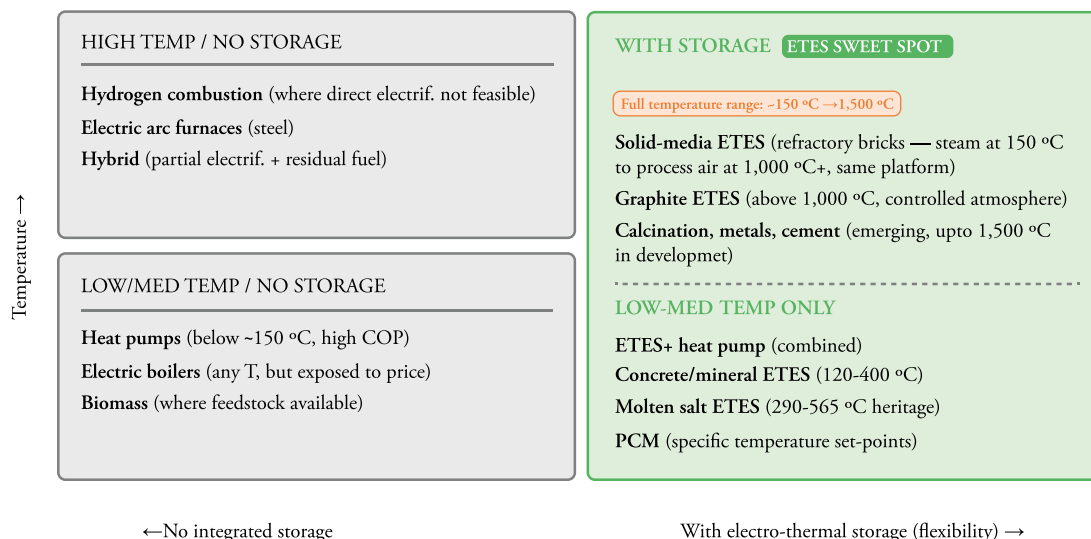 HIGH TEMP / NO STORAGE
Hydrogen combustion (where direct electrif. not feasible)
Electric arc furnaces (steel)
Hybrid (partial electrif. + residual fuel)
WITH STORAGE ETES SWEET SPOT
Full temperature range: ~150 ºC →1,500 ºC
Solid-media ETES (refractory bricks — steam at 150 ºC
to process air at 1,000 ºC+, same platform)
Graphite ETES (above 1,000 ºC, controlled atmosphere)
Calcination, metals, cement (emerging, upto 1,500 ºC
in developmet)
LOW-MED TEMP ONLY
ETES+ heat pump (combined)
Concrete/mineral ETES (120-400 ºC)
Molten salt ETES (290-565 ºC heritage)
PCM (specific temperature set-points)
LOW/MED TEMP / NO STORAGE
Heat pumps (below ~150 ºC, high COP)
Electric boilers (any T, but exposed to price)
Biomass (where feedstock available)
Temperature →
←No integrated storage
With electro-thermal storage (flexibility) →